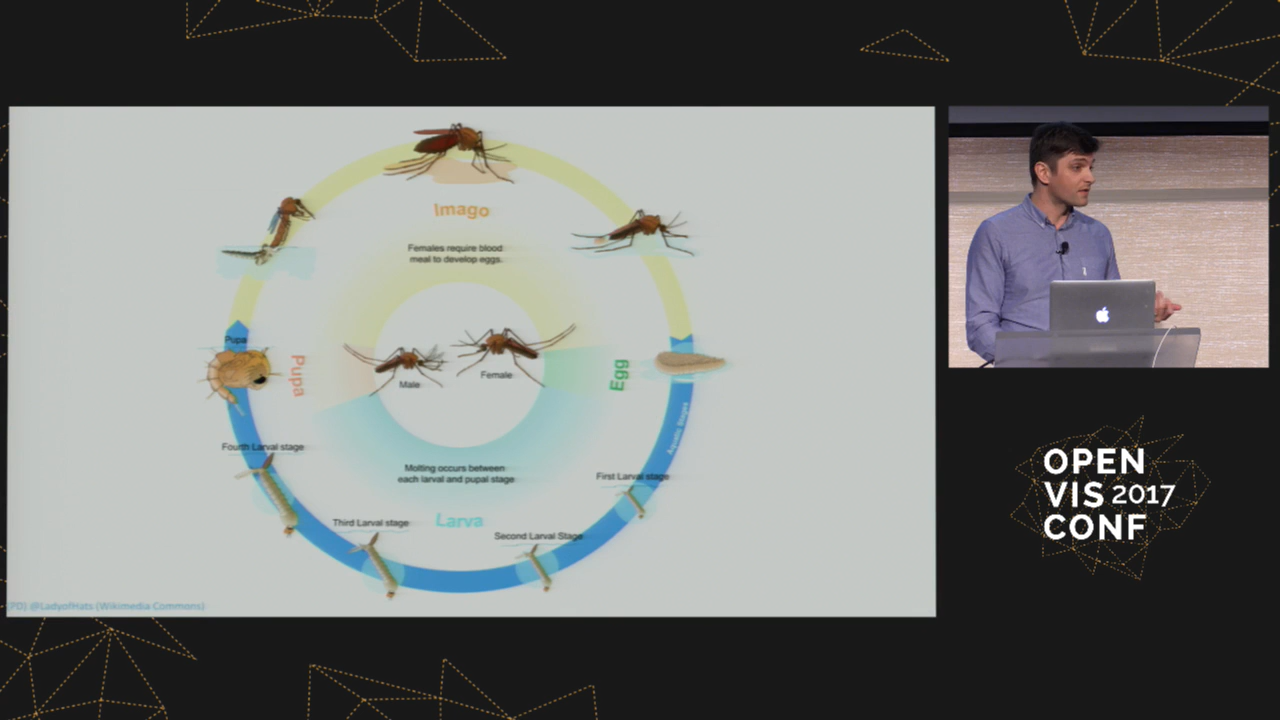 Imago
Females require blood
meal to develop eggs.
Pupa
Pupa
Egg
Male
Female
Aquatic Stages
Fourth Larval stage
Molting occurs between
each larval and pupal stage
First Larval stage
Third Larval stage
Larva
Second Larval Stage
(PD) @LadyofHats (Wikimedia Commons)
OPEN
VIS 2017
CONF